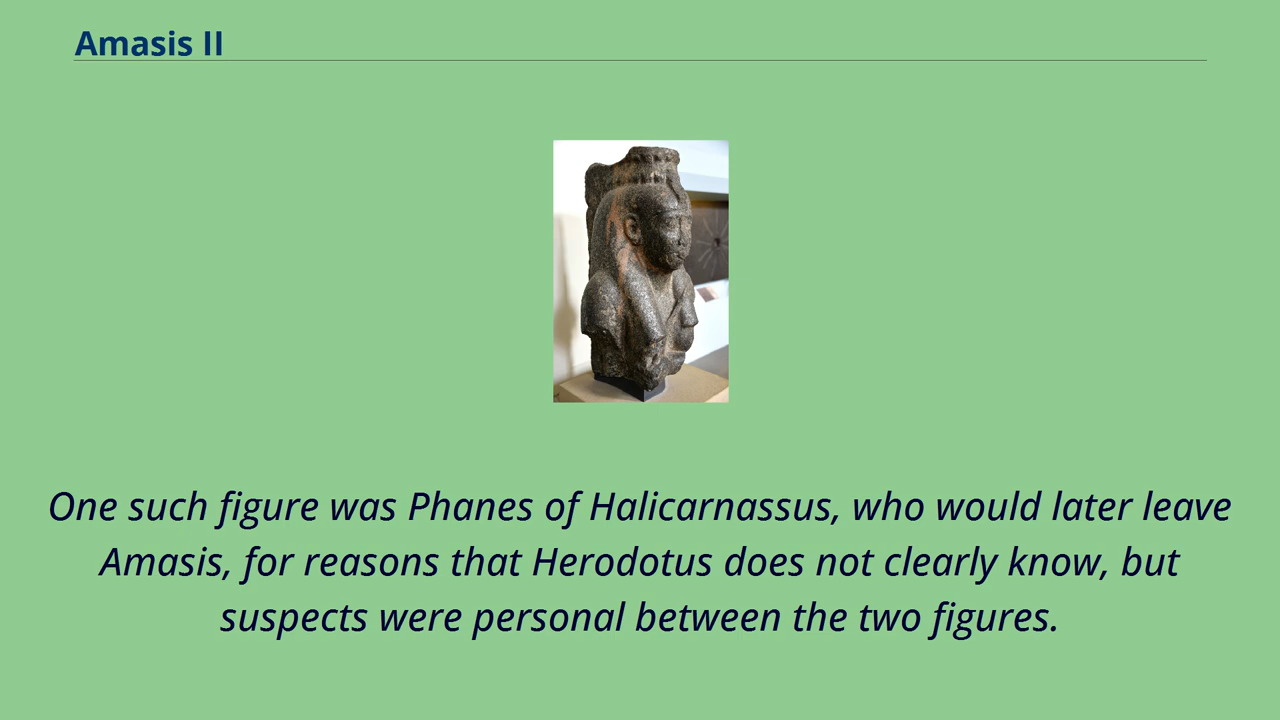 Amasis II
One such figure was Phanes of Halicarnassus, who would later leave
Amasis, for reasons that Herodotus does not clearly know, but
suspects were personal between the two figures.